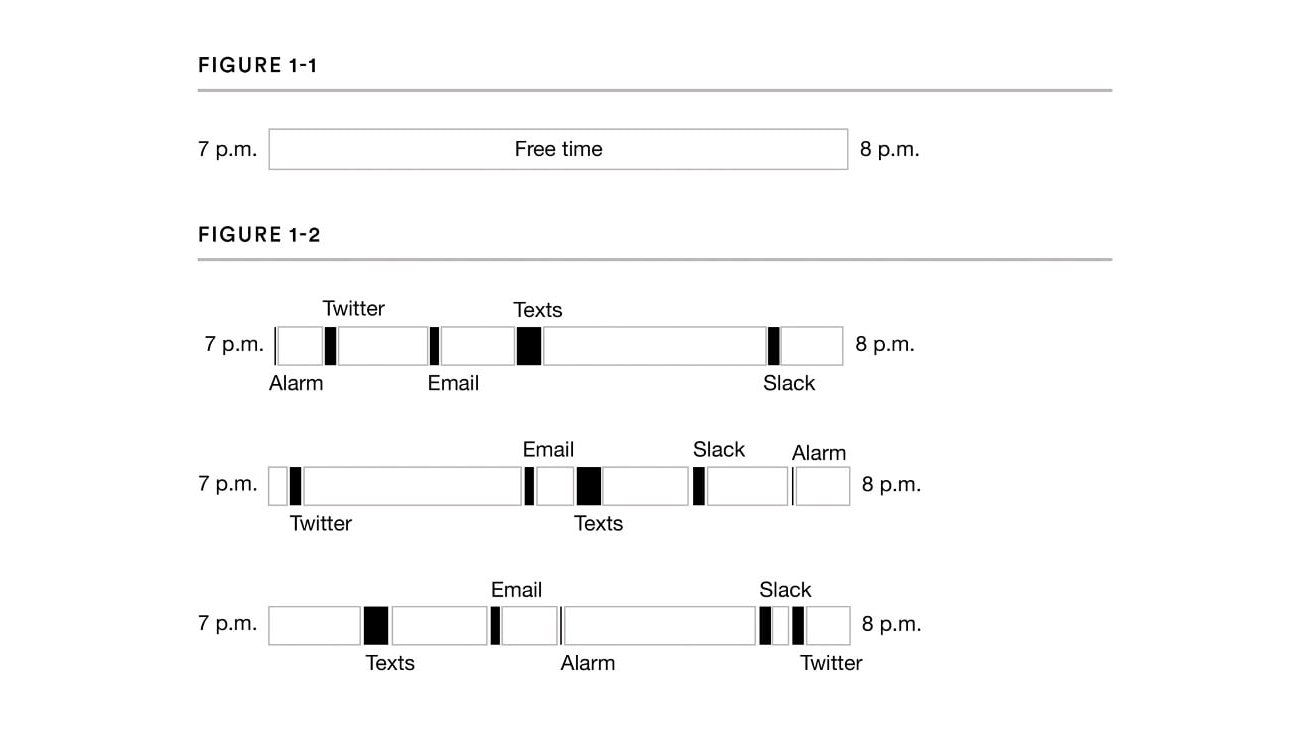 FIGURE 1-1
7 p.m. Free time 8 p.m.
FIGURE 1-2
Twitter Texts
7 p.m. 8 p.m.
Alarm Email Slack
Email Slack Alarm
7 p.m. 8 p.m.
Twitter Texts
Email Slack
7 p.m. 8 p.m.
Texts Alarm Twitter